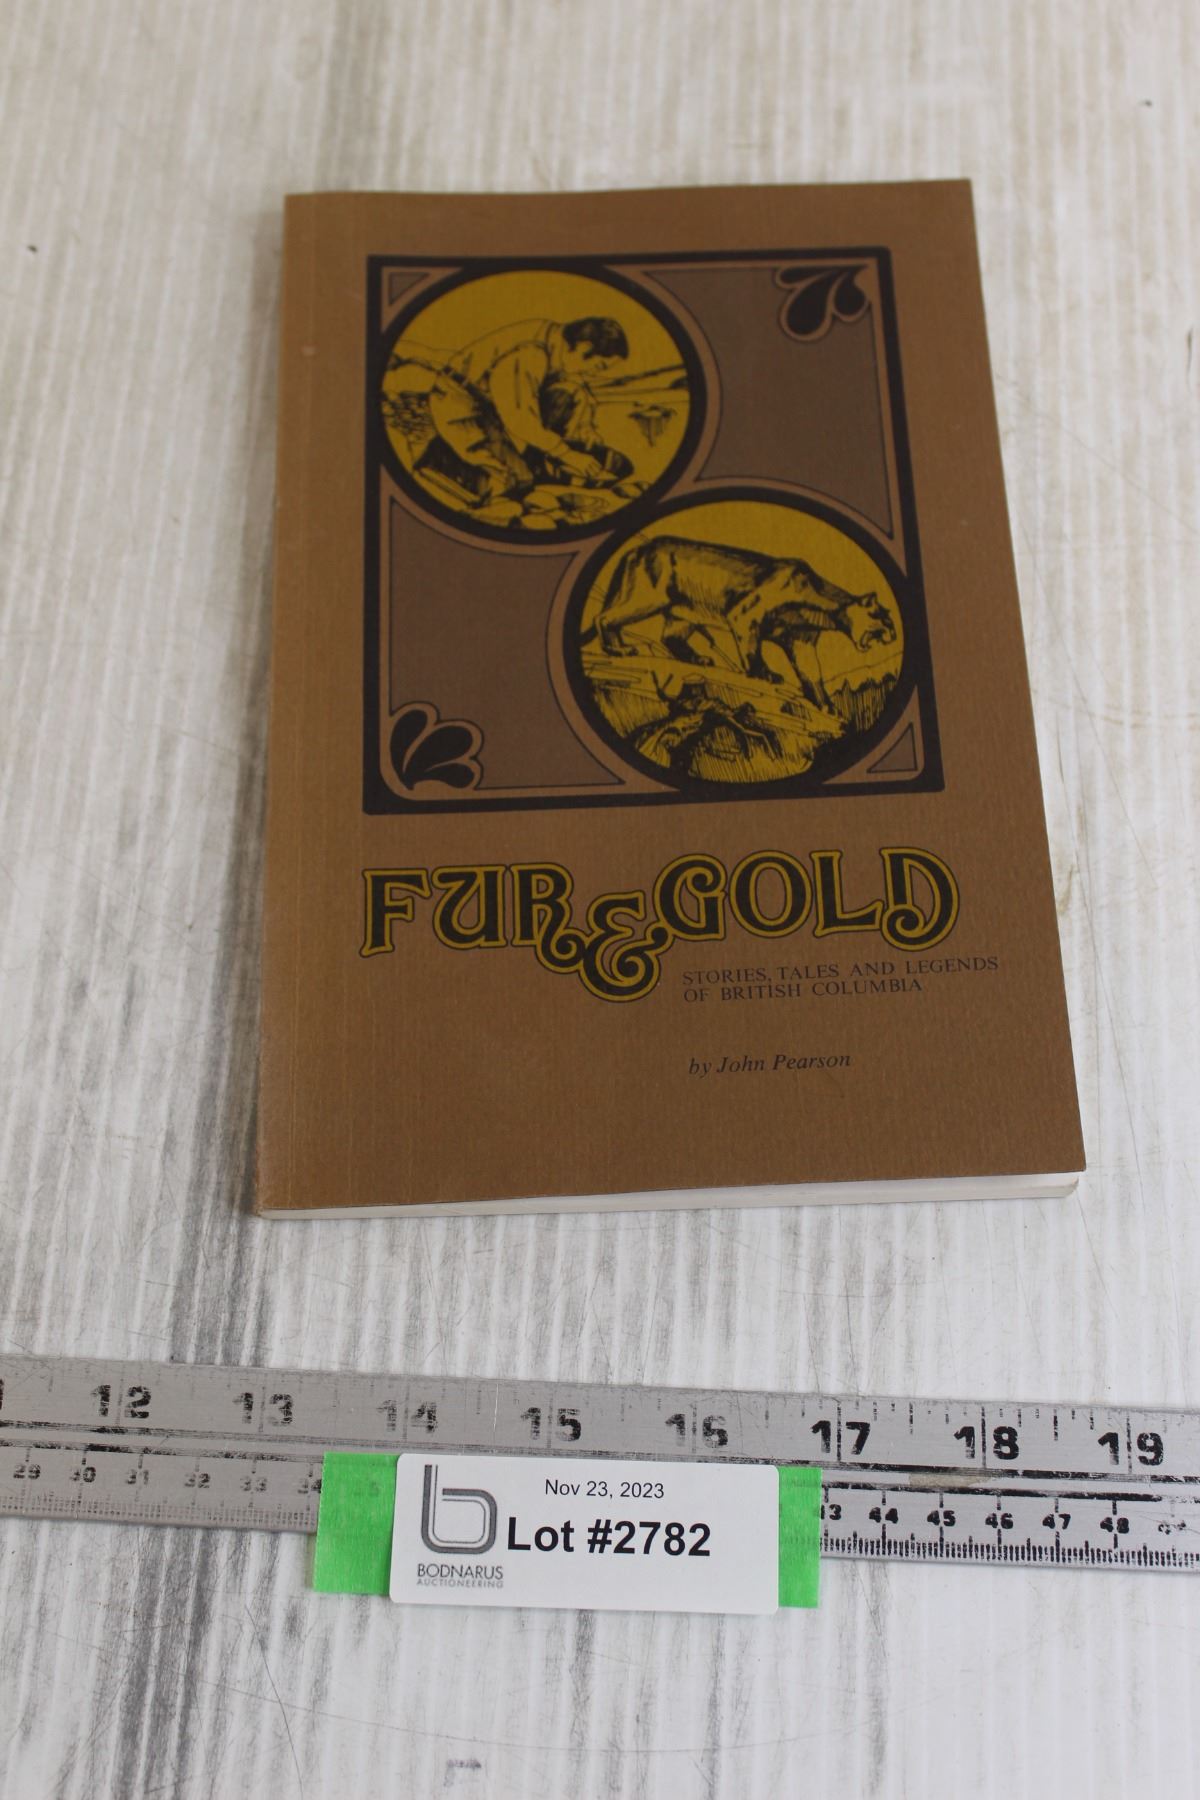 FUR & GOLD
STORIES, TALES AND LEGENDS
OF BRITISH COLUMBIA
by John Pearson
12 13 14 15 16 17 18 19
29 30 31 32 33 34 44 45 46 47 48
Nov 23, 2023
Lot #2782
BODNARUS
AUCTIONEERING